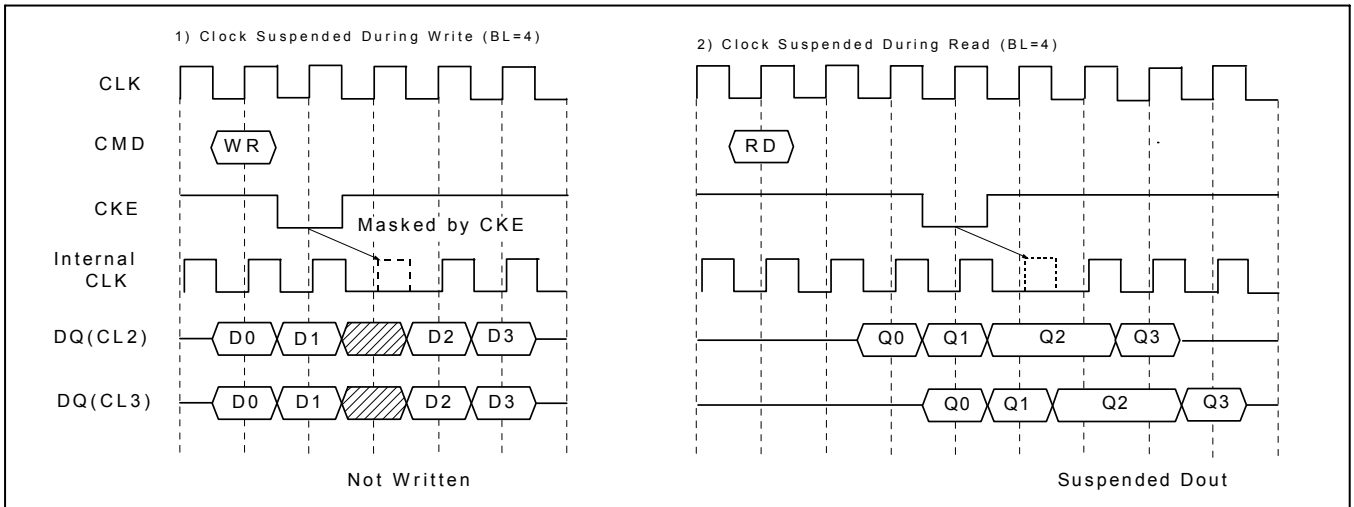 1) Clock Suspended During Write (BL=4)
2) Clock Suspended During Read (BL=4)
CLK
CMD
WR
RD
CKE
Masked by CKE
Internal
CLK
DQ(CL2)
D0 D1 D2 D3
Q0 Q1 Q2 Q3
DQ(CL3)
D0 D1 D2 D3
Q0 Q1 Q2 Q3
Not Written
Suspended Dout